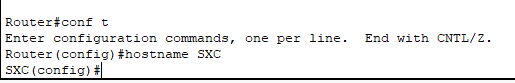 Router#conf t
Enter configuration commands, one per line.  End with CNTL/Z.
Router(config)#hostname SXC
SXC(config)#